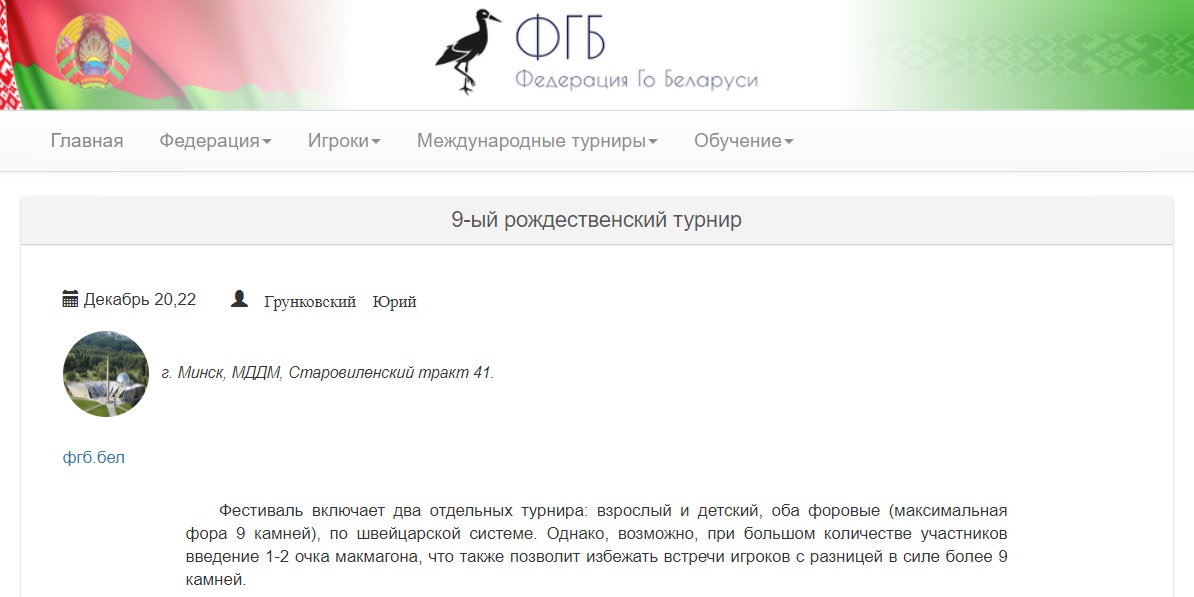 ФГБ
Федерация Го Беларуси
Главная Федерация Игроки Международные турниры Обучение
9-ый рождественский турнир
Декабрь 20,22 Грунковский Юрий
г. Минск, МДДМ, Старовиленский тракт 41.
фгб.бел
Фестиваль включает два отдельных турнира: взрослый и детский, оба форовые (максимальная
фора 9 камней), по швейцарской системе. Однако, возможно, при большом количестве участников
введение 1-2 очка макмагона, что также позволит избежать встречи игроков с разницей в силе более 9
камней.